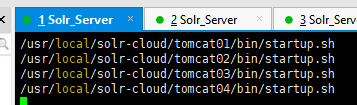 1 Solr_Server
2 Solr_Server
3 Solr_Serve
/usr/local/solr-cloud/tomcat01/bin/startup.sh
/usr/local/solr-cloud/tomcat02/bin/startup.sh
/usr/local/solr-cloud/tomcat03/bin/startup.sh
/usr/local/solr-cloud/tomcat04/bin/startup.sh